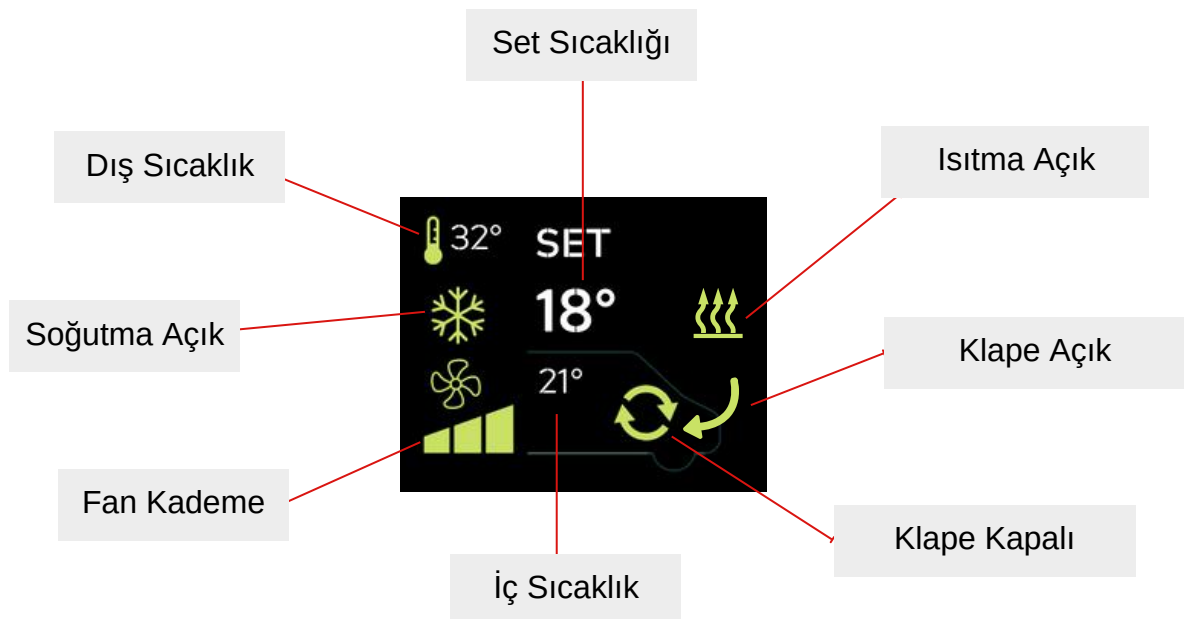 Set Sıcaklığı
Dış Sıcaklık
Isıtma Açık
32°
SET
18°
Soğutma Açık
Klape Açık
21°
Fan Kademe
Klape Kapalı
İç Sıcaklık